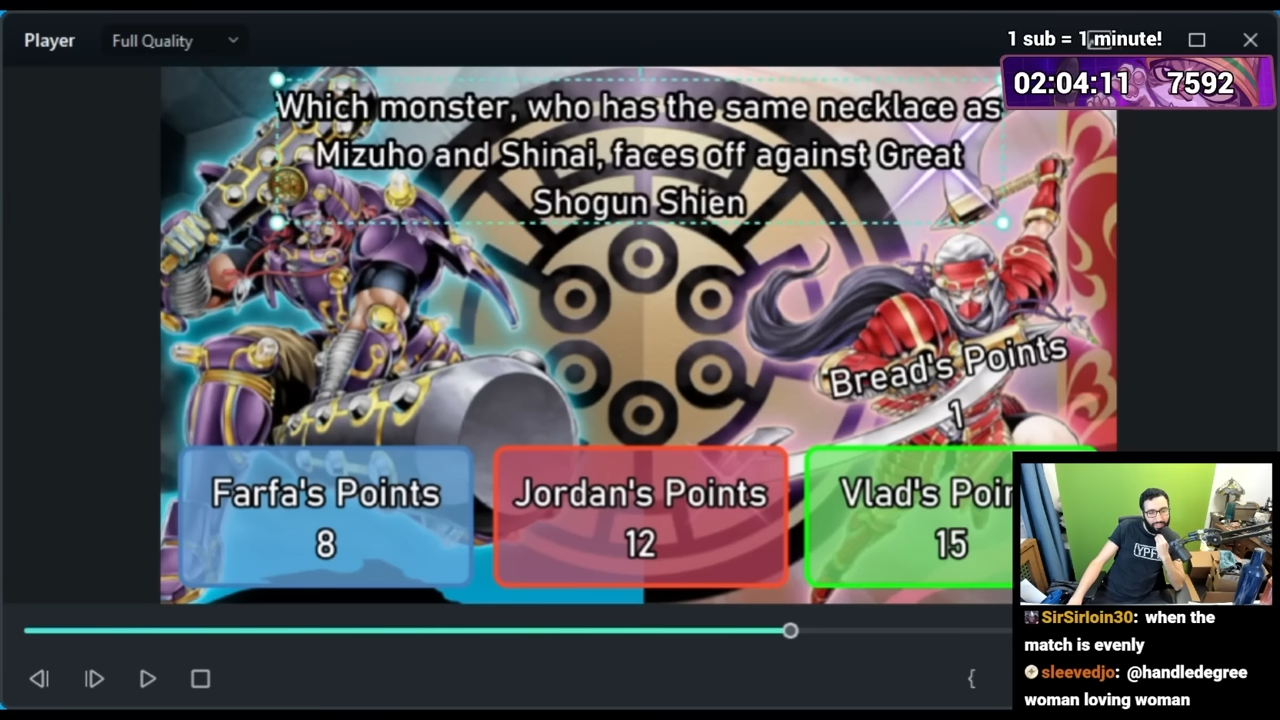 Player
Full Quality
1 sub = 1 minute!
02:04:11 7592
Which monster, who has the same necklace as
Mizuho and Shinai, faces off against Great
Shogun Shien
Bread's Points
1
Farfa's Points
8
Jordan's Points
12
Vlad's Poin
15
YPF
SirSirloin30: when the
match is evenly
sleevedjo: @handledegree
woman loving woman